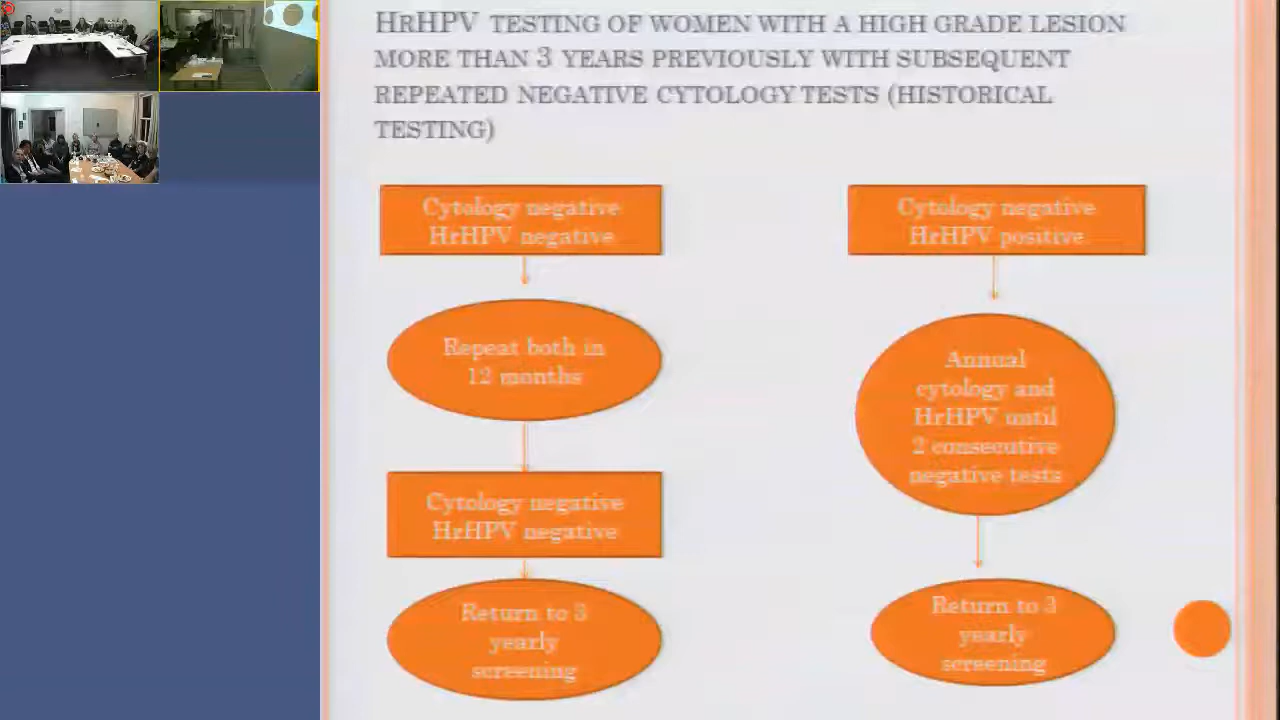 HRHPV TESTING OF WOMEN WITH A HIGH GRADE LESION
MORE THAN 3 YEARS PREVIOUSLY WITH SUBSEQUENT
REPEATED NEGATIVE CYTOLOGY TESTS (HISTORICAL
TESTING)
Cytology negative
HrHPV negative
Repeat both in
12 months
Cytology negative
HrHPV negative
Return to 3
yearly
screening
Cytology negative
HrHPV positive
Annual
cytology and
HrHPV until
2 consecutive
negative tests
Return to 3
yearly
screening